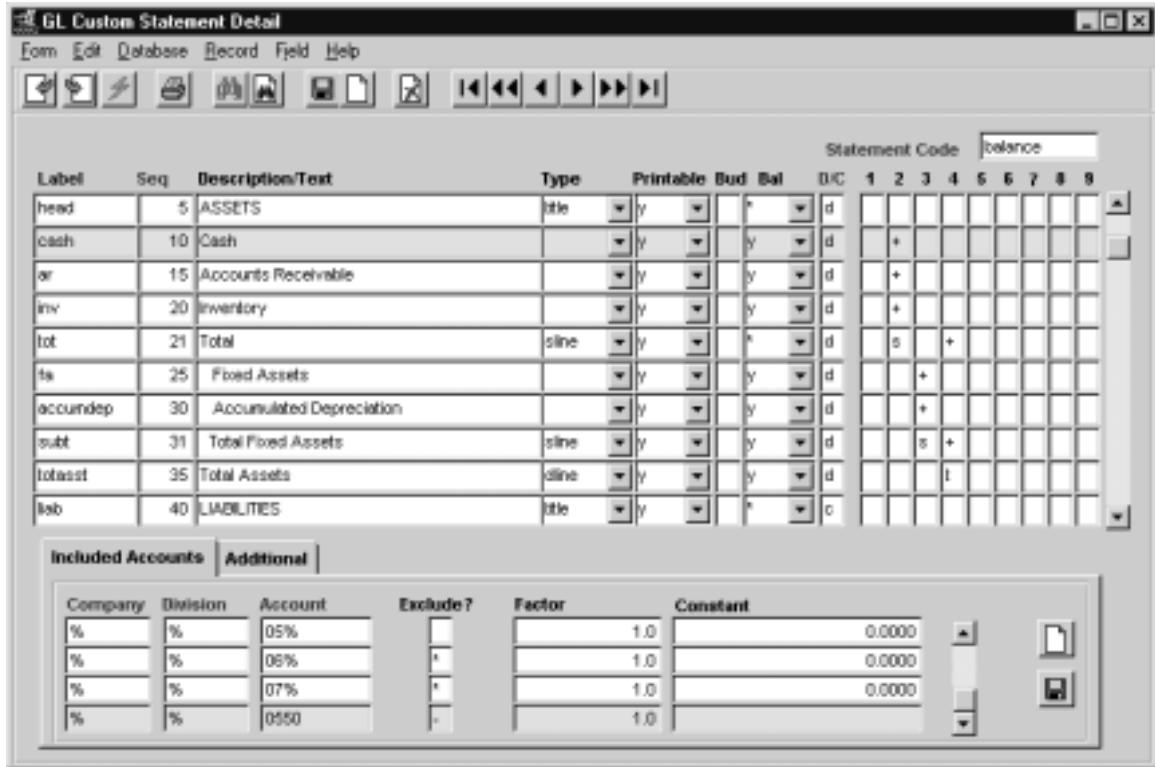 GL Custom Statement Detail
Form Edit Database Record Field Help
Statement Code balance
Label Seq Description/Text Type Printable Bud Bal D/C 1 2 3 4 5 6 7 8 9
head 5 ASSETS title y * d
cash 10 Cash y y d +
ar 15 Accounts Receivable y y d +
inv 20 Inventory y y d +
tot 21 Total sline y * d s +
fa 25 Fixed Assets y y d +
accumdep 30 Accumulated Depreciation y y d +
subt 31 Total Fixed Assets sline y y d s +
totasst 35 Total Assets dline y y d t
liab 40 LIABILITIES title y * c
Included Accounts Additional
Company Division Account Exclude? Factor Constant
% % 05% 1.0 0.0000
% % 06% * 1.0 0.0000
% % 07% * 1.0 0.0000
% % 0550 - 1.0